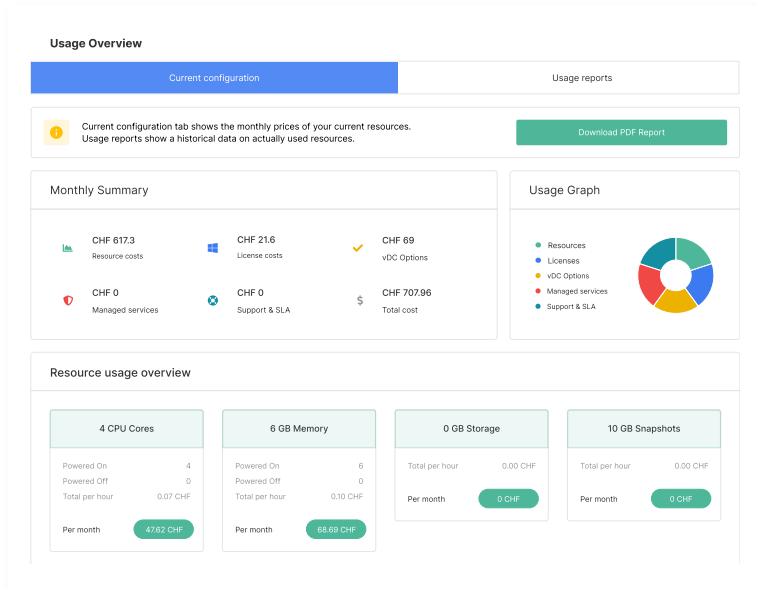 Usage Overview
Current configuration
Usage reports
Current configuration tab shows the monthly prices of your current resources.
Usage reports show a historical data on actually used resources.
Download PDF Report
Monthly Summary
CHF 617.3
Resource costs
CHF 21.6
License costs
CHF 69
vDC Options
CHF 0
Managed services
CHF 0
Support & SLA
$
CHF 707.96
Total cost
Usage Graph
Resources
Licenses
vDC Options
Managed services
Support & SLA
Resource usage overview
4 CPU Cores
Powered On 4
Powered Off 0
Total per hour 0.07 CHF
Per month 47.62 CHF
6 GB Memory
Powered On 6
Powered Off 0
Total per hour 0.10 CHF
Per month 68.69 CHF
0 GB Storage
Total per hour 0.00 CHF
Per month 0 CHF
10 GB Snapshots
Total per hour 0.00 CHF
Per month 0 CHF